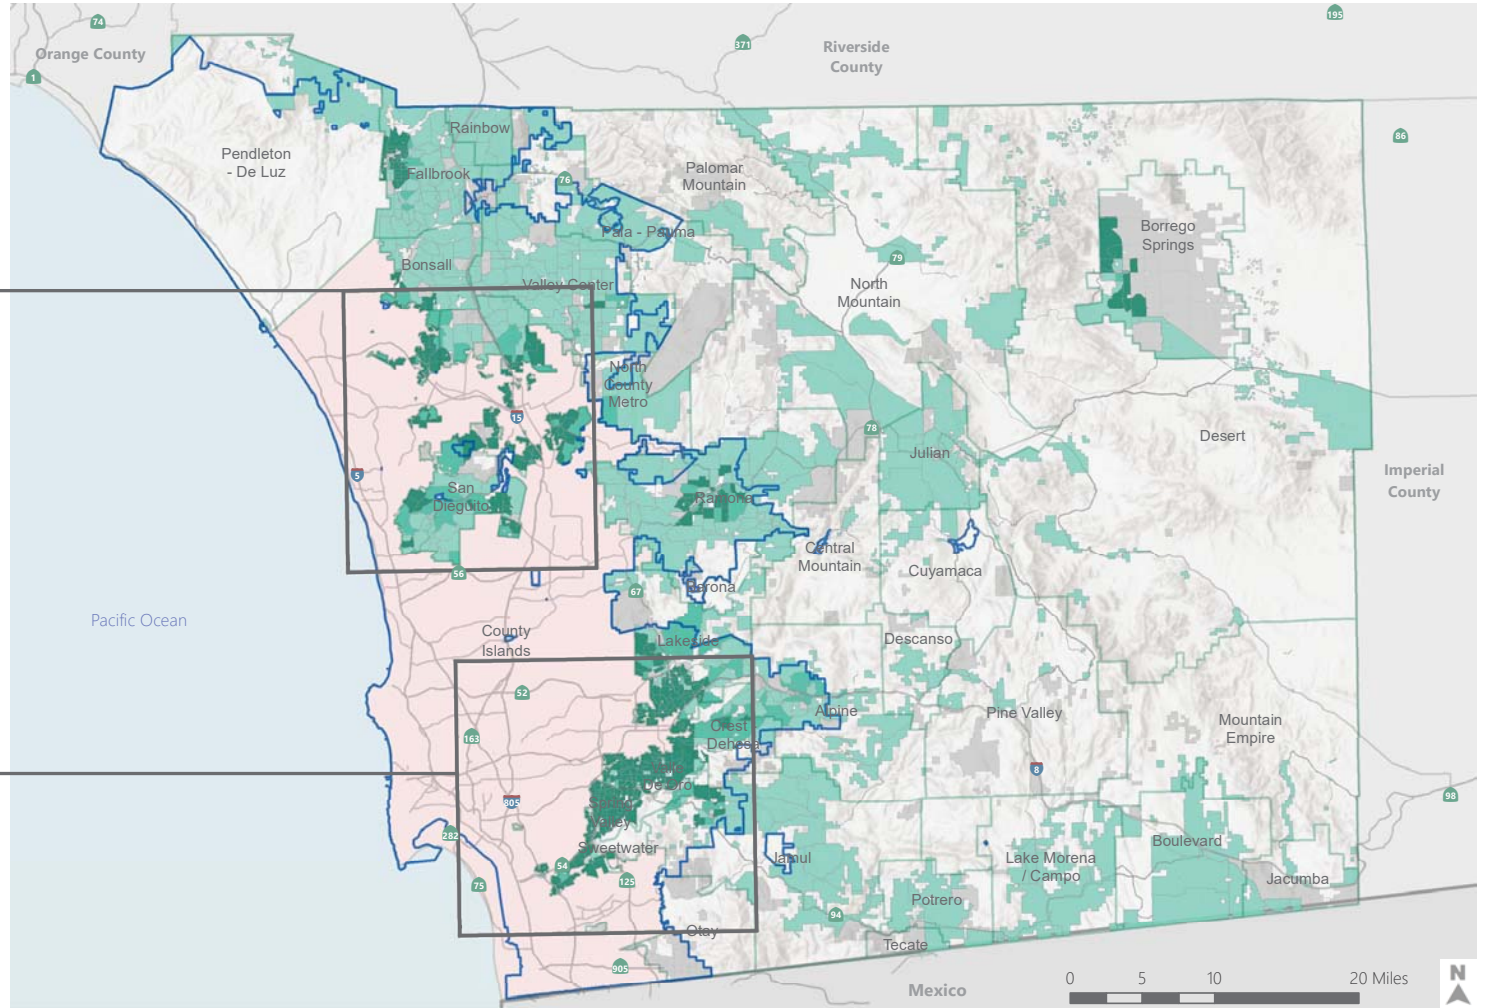 74
195
Orange County
371
Riverside
County
1
86
Rainbow
Pendleton
- De Luz
Fallbrook
76
Palomar
Mountain
Pala - Pauma
Borrego
Springs
79
Bonsall
Valley Center
North
Mountain
North
County
Metro
15
78
Julian
Desert
5
Imperial
County
San
Dieguito
Ramona
Central
Mountain
Cuyamaca
56
67
Barona
Pacific Ocean
County
Islands
Lakeside
Descanso
52
Alpine
Pine Valley
Crest -
Dehesa
Mountain
Empire
163
Valle
De Oro
8
805
Spring
Valley
98
282
Sweetwater
Boulevard
54
Jamul
Lake Morena
/ Campo
75
125
Jacumba
Potrero
94
Otay
Tecate
905
Mexico
0 5 10 20 Miles
N